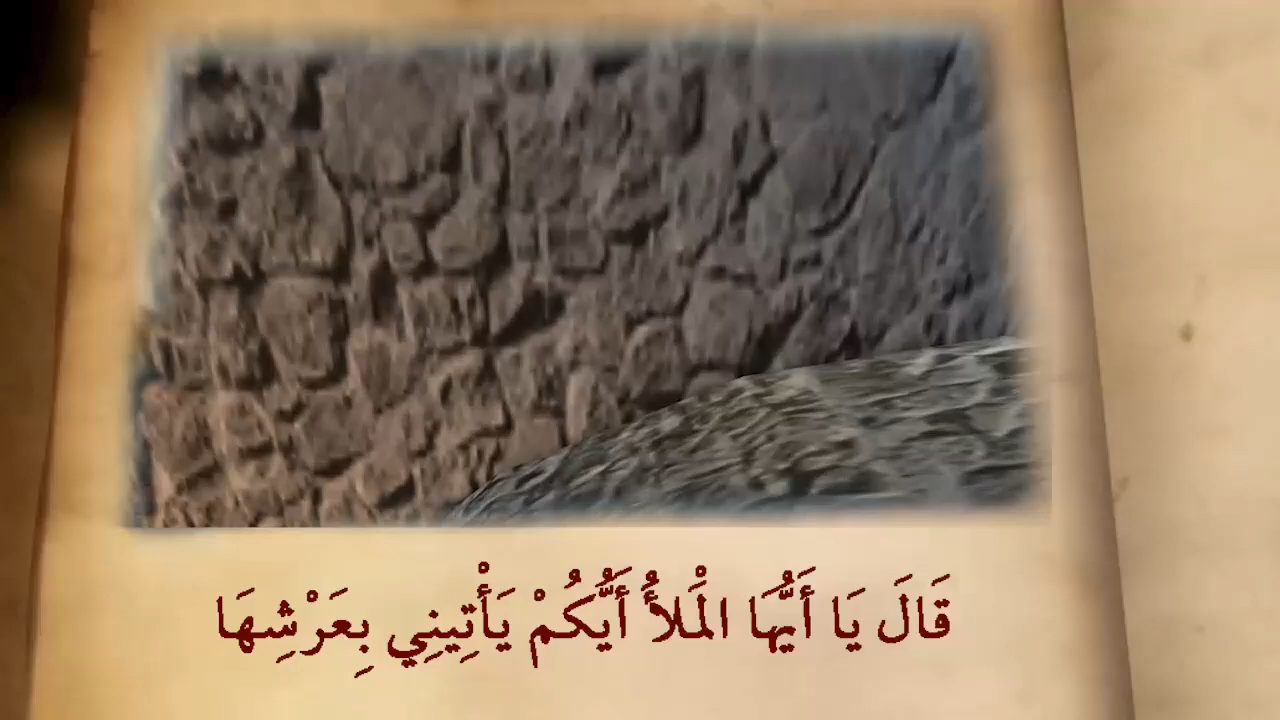 قَالَ يَا أَيُّهَا الْمَلأُ أَيُّكُمْ يَأْتِينِي بِعَرْشِهَا